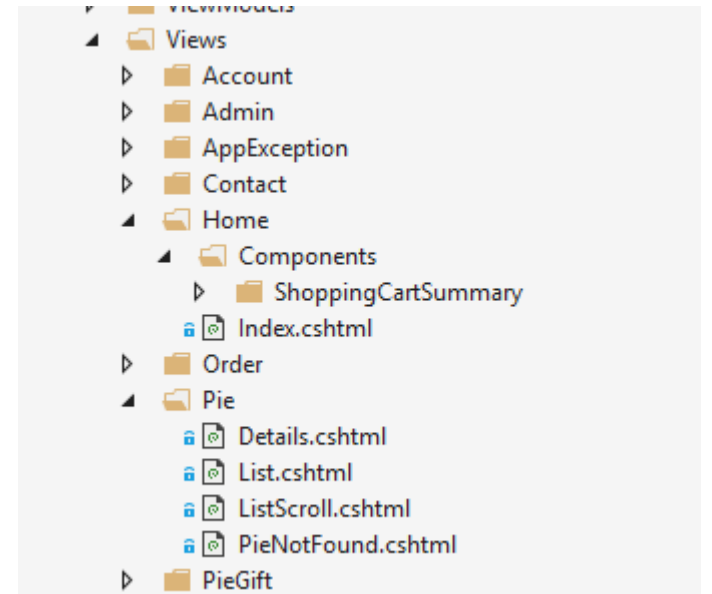 ViewModels
Views
Account
Admin
AppException
Contact
Home
Components
ShoppingCartSummary
Index.cshtml
Order
Pie
Details.cshtml
List.cshtml
ListScroll.cshtml
PieNotFound.cshtml
PieGift